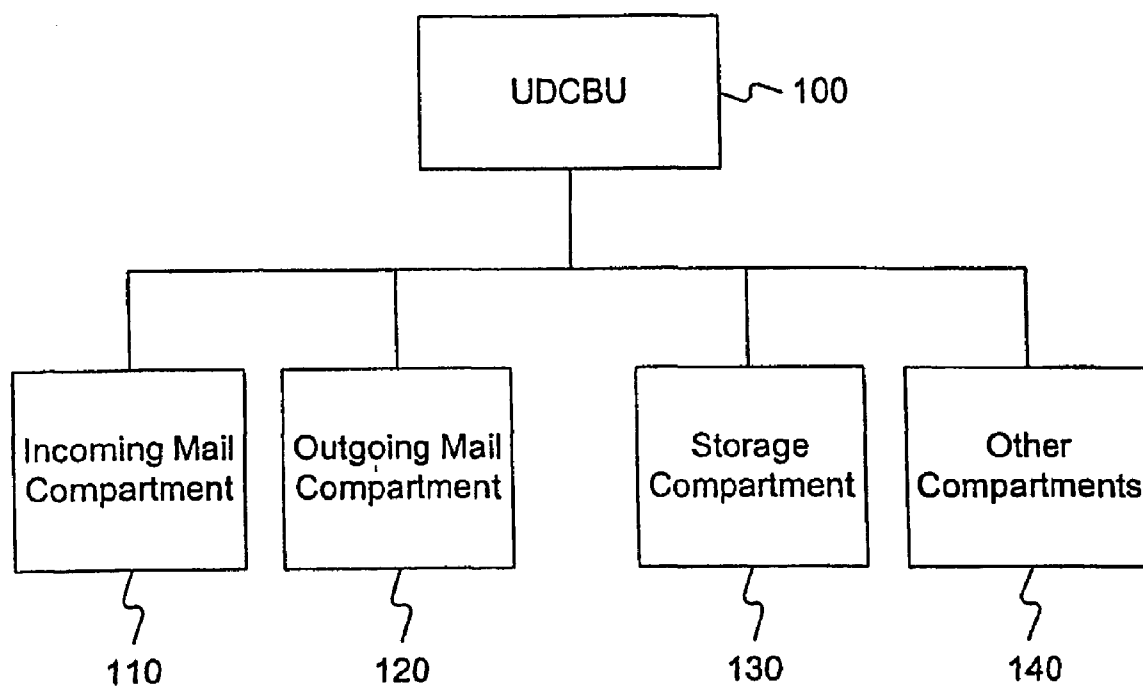 UDCBU
100
Incoming Mail
Compartment
Outgoing Mail
Compartment
Storage
Compartment
Other
Compartments
110
120
130
140